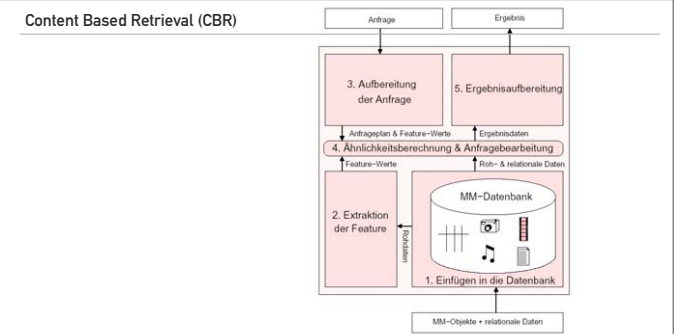 Content Based Retrieval (CBR)
Anfrage
Ergebnis
3. Aufbereitung
der Anfrage
5. Ergebnisaufbereitung
Anfrageplan & Feature-Werte
Ergebnisdaten
4. Ähnlichkeitsberechnung & Anfragebearbeitung
Feature-Werte
Roh- & relationale Daten
2. Extraktion
der Feature
Rohdaten
MM-Datenbank
1. Einfügen in die Datenbank
MM-Objekte + relationale Daten